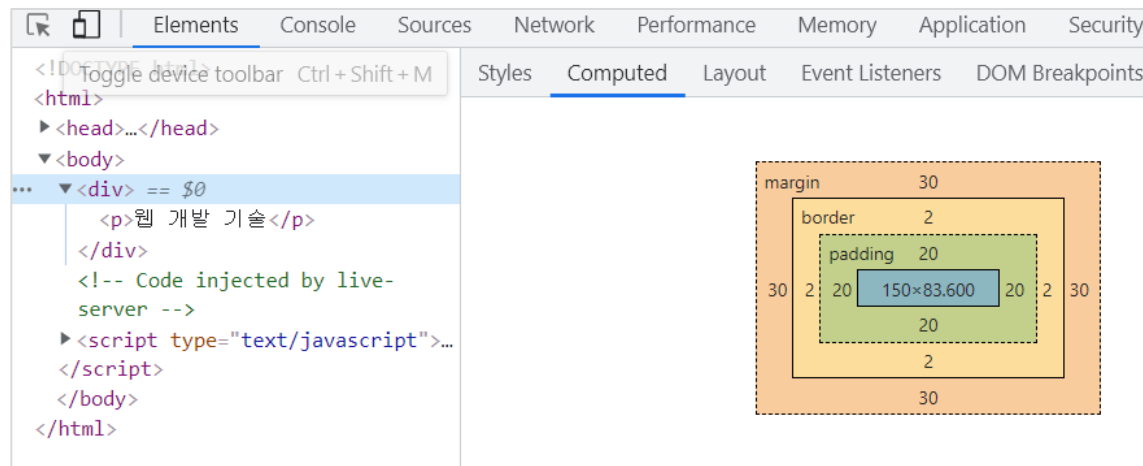 Elements Console Sources Network Performance Memory Application Security
<!DOCTYPE html>
Toggle device toolbar Ctrl + Shift + M
Styles Computed Layout Event Listeners DOM Breakpoints
<html>
▶<head>…</head>
▼<body>
••• ▼<div> == $0
<p>웹 개발 기술</p>
</div>
<!-- Code injected by live-
server -->
▶<script type="text/javascript">…
</script>
</body>
</html>
margin 30
border 2
padding 20
30 2 20 150×83.600 20 2 30
20
2
30